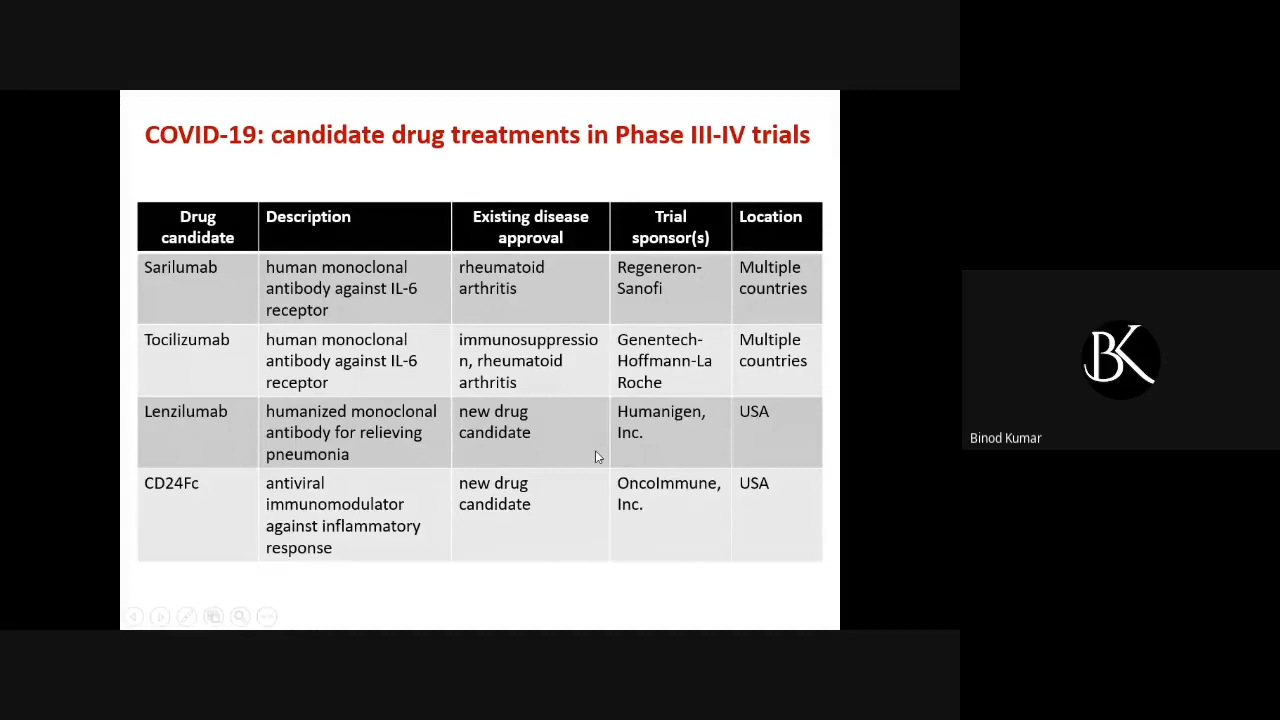 COVID-19: candidate drug treatments in Phase III-IV trials
Drug
candidate
Description
Existing disease
approval
Trial
sponsor(s)
Location
Sarilumab
human monoclonal
antibody against IL-6
receptor
rheumatoid
arthritis
Regeneron-
Sanofi
Multiple
countries
Tocilizumab
human monoclonal
antibody against IL-6
receptor
immunosuppressio
n, rheumatoid
arthritis
Genentech-
Hoffmann-La
Roche
Multiple
countries
Lenzilumab
humanized monoclonal
antibody for relieving
pneumonia
new drug
candidate
Humanigen,
Inc.
USA
CD24Fc
antiviral
immunomodulator
against inflammatory
response
new drug
candidate
OncoImmune,
Inc.
USA
BK
Binod Kumar